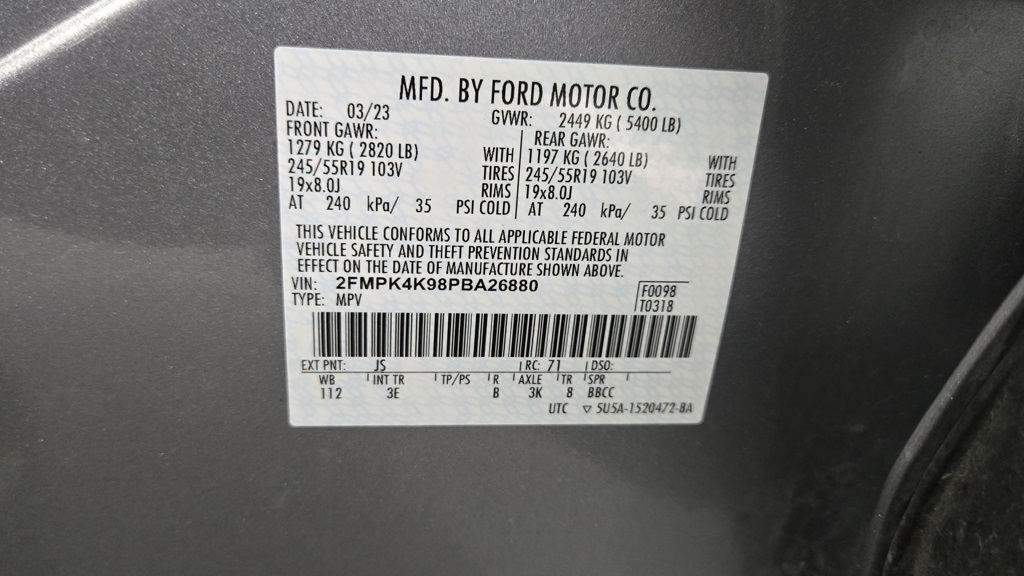 MFD. BY FORD MOTOR CO.
DATE: 03/23 GVWR: 2449 KG ( 5400 LB)
FRONT GAWR: REAR GAWR:
1279 KG ( 2820 LB) WITH 1197 KG ( 2640 LB) WITH
245/55R19 103V TIRES 245/55R19 103V TIRES
19x8.0J RIMS 19x8.0J RIMS
AT 240 kPa/ 35 PSI COLD AT 240 kPa/ 35 PSI COLD
THIS VEHICLE CONFORMS TO ALL APPLICABLE FEDERAL MOTOR
VEHICLE SAFETY AND THEFT PREVENTION STANDARDS IN
EFFECT ON THE DATE OF MANUFACTURE SHOWN ABOVE.
VIN: 2FMPK4K98PBA26880 F0098
TYPE: MPV T0318
EXT PNT: JS RC: 71 DSO:
WB INT TR TP/PS R AXLE TR SPR
112 3E B 3K 8 BBCC
UTC ▽ 5U5A-1520472-BA